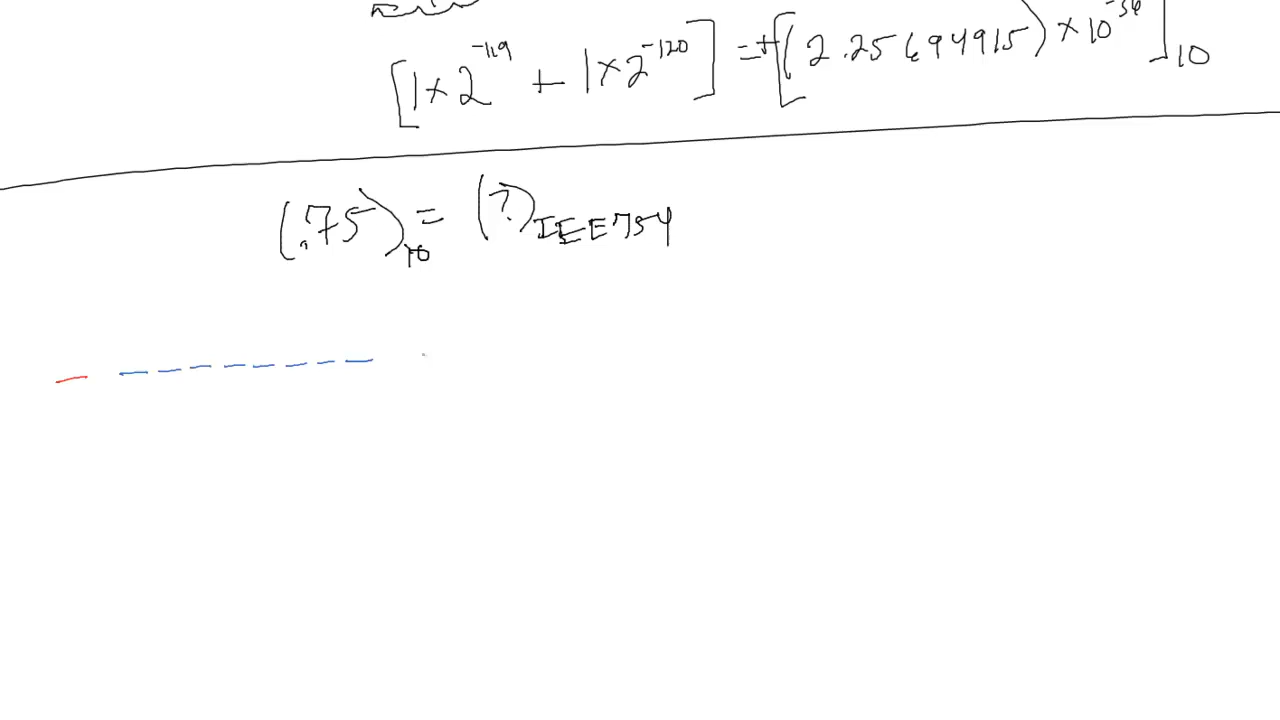 [1×2^-119 + 1×2^-120] = +[(2.25694915)×10^-36]10
(.75)10 = (?)IEEE754